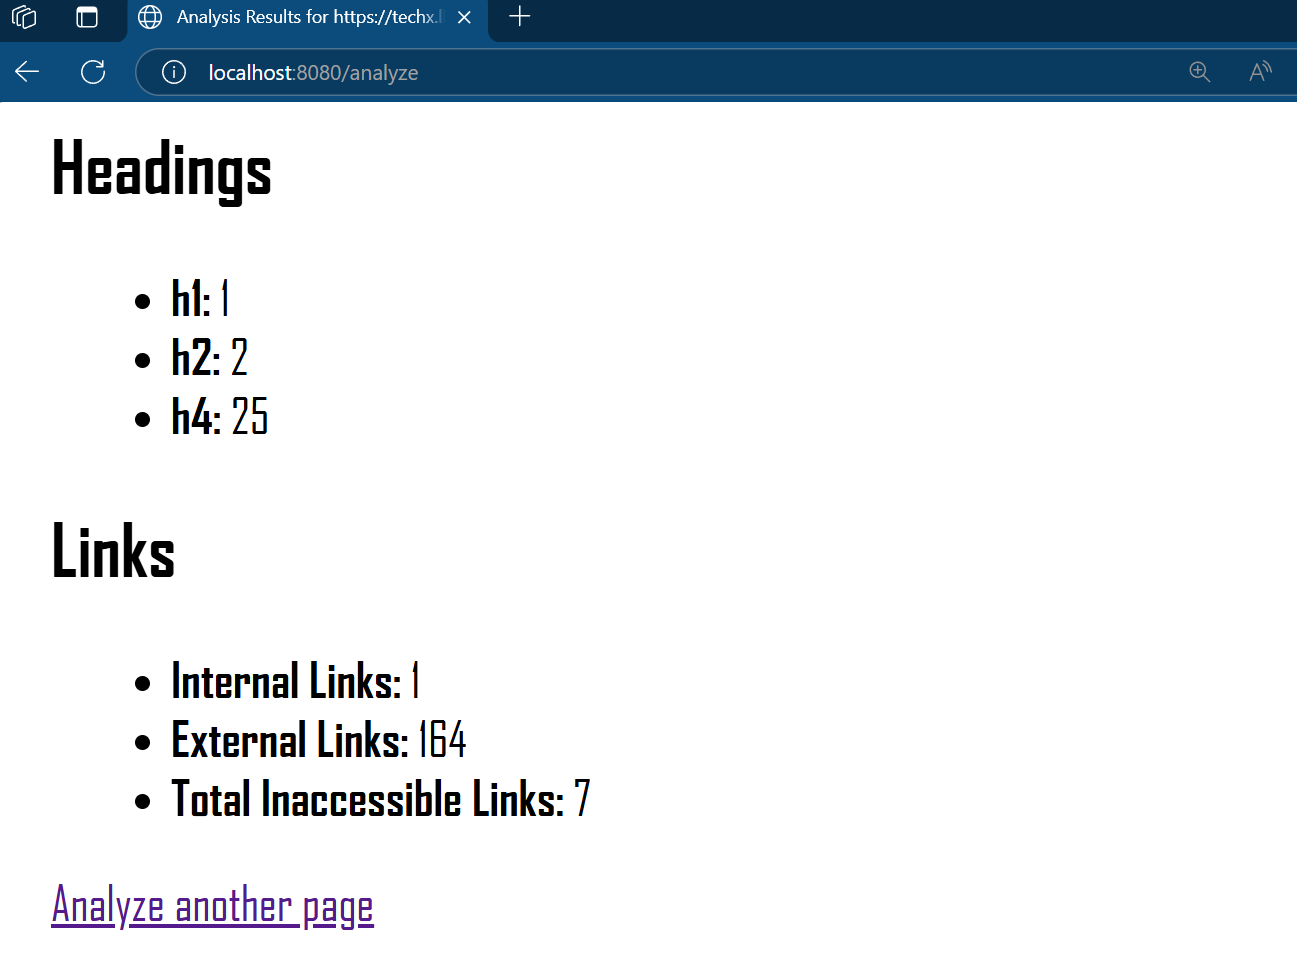 Analysis Results for https://techx.l
localhost:8080/analyze
Headings
h1: 1
h2: 2
h4: 25
Links
Internal Links: 1
External Links: 164
Total Inaccessible Links: 7
Analyze another page